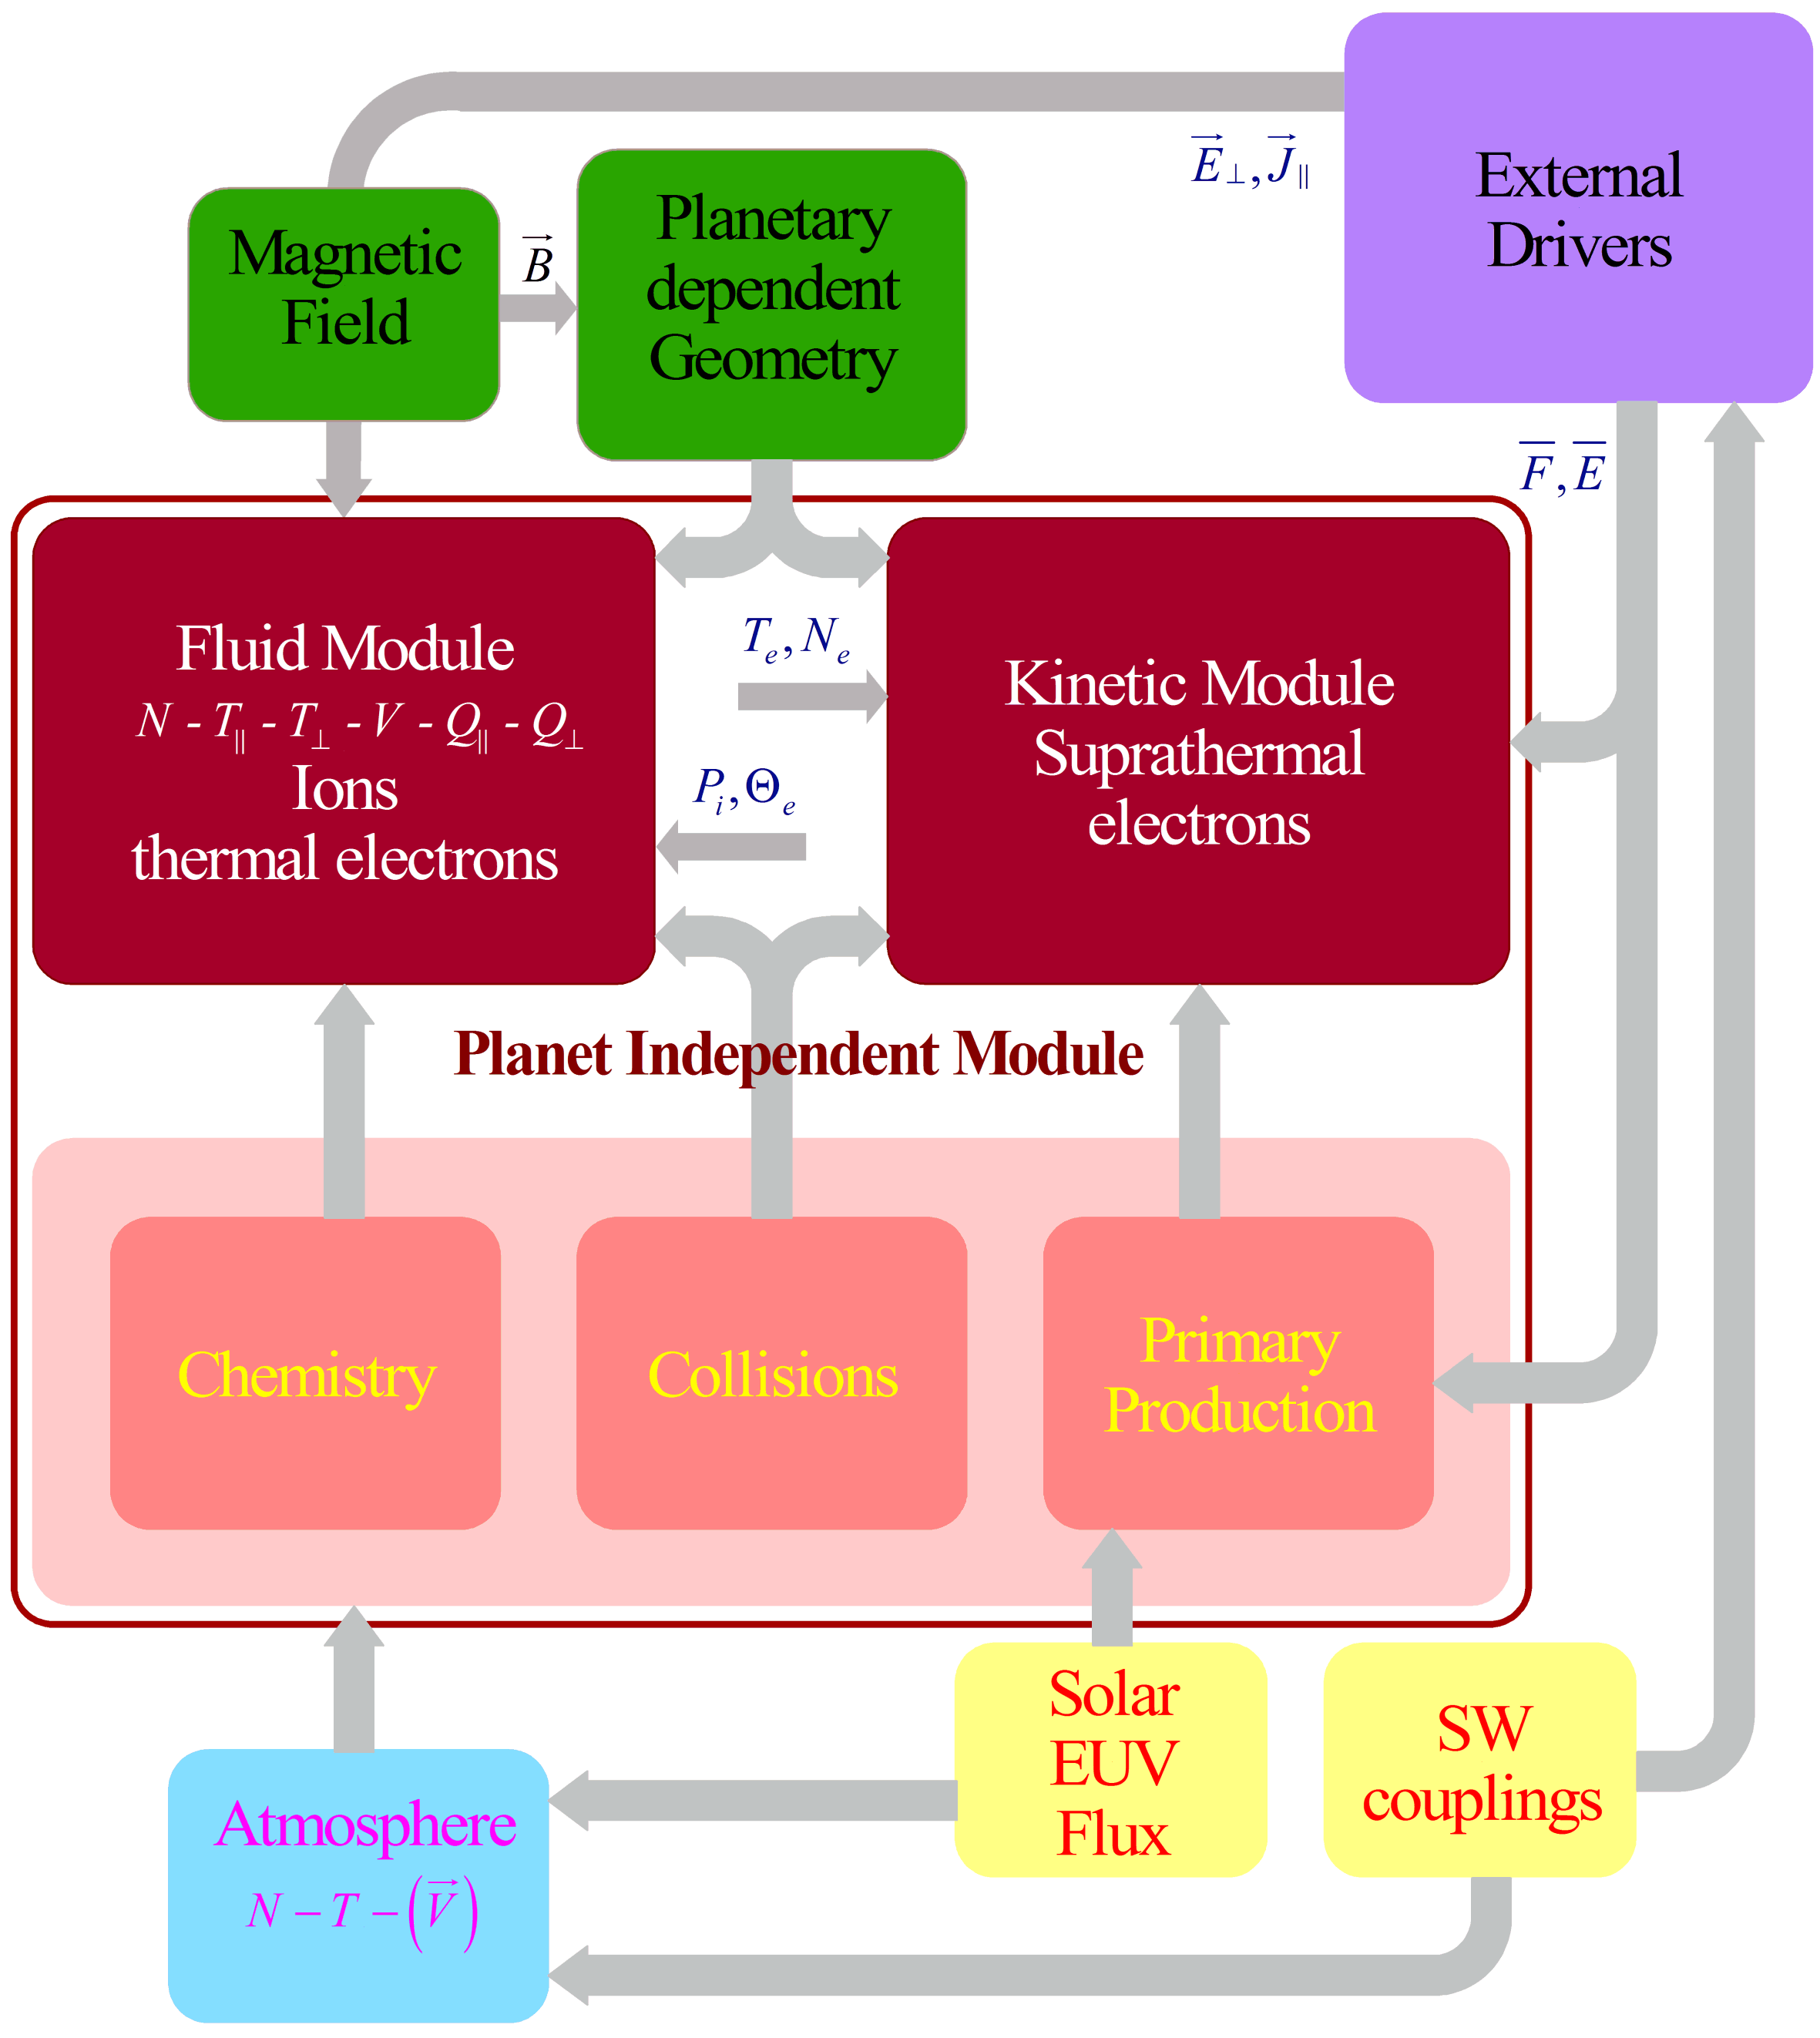 External
Drivers
E⃗⊥,J⃗∥
Magnetic
Field
B⃗
Planetary
dependent
Geometry
F̅,E̅
Fluid Module
N - T∥ - T⊥ - V - Q∥ - Q⊥
Ions
thermal electrons
Tₑ,Nₑ
Pᵢ,Θₑ
Kinetic Module
Suprathermal
electrons
Planet Independent Module
Chemistry
Collisions
Primary
Production
Solar
EUV
Flux
SW
couplings
Atmosphere
N – T – (V⃗)